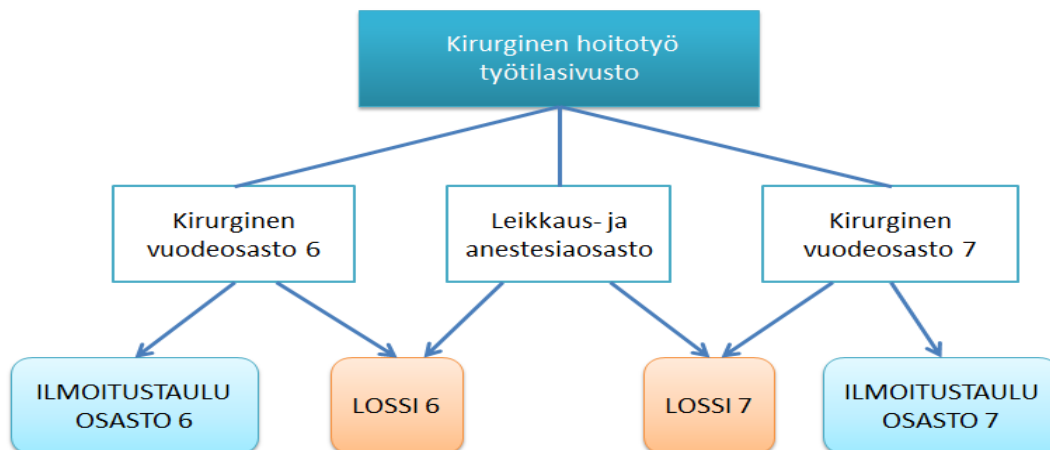 Kirurginen hoitotyö
työtilasivusto
Kirurginen
vuodeosasto 6
Leikkaus- ja
anestesiaosasto
Kirurginen
vuodeosasto 7
ILMOITUSTAULU
OSASTO 6
LOSSI 6
LOSSI 7
ILMOITUSTAULU
OSASTO 7